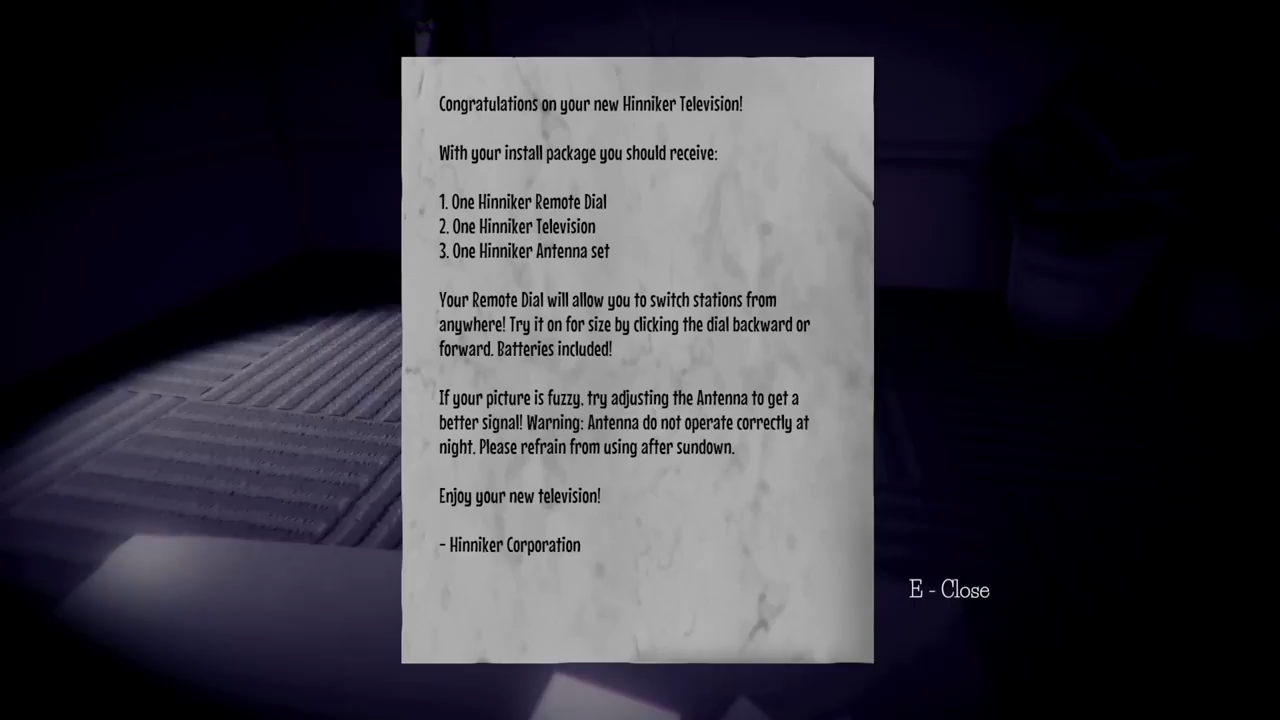 Congratulations on your new Hinniker Television!
With your install package you should receive:
1. One Hinniker Remote Dial
2. One Hinniker Television
3. One Hinniker Antenna set
Your Remote Dial will allow you to switch stations from
anywhere! Try it on for size by clicking the dial backward or
forward. Batteries included!
If your picture is fuzzy, try adjusting the Antenna to get a
better signal! Warning: Antenna do not operate correctly at
night. Please refrain from using after sundown.
Enjoy your new television!
- Hinniker Corporation
E - Close